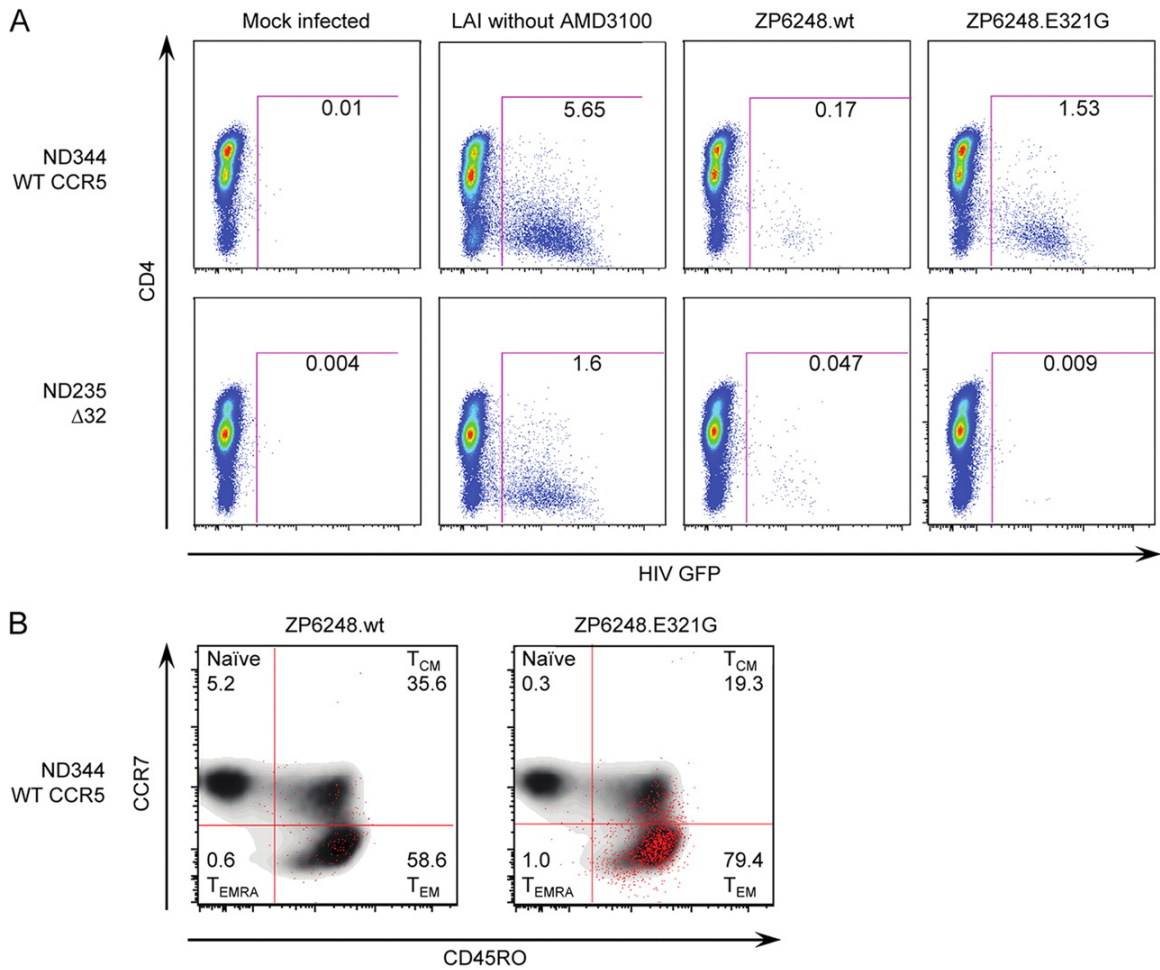 A
Mock infected
LAI without AMD3100
ZP6248.wt
ZP6248.E321G
CD4
ND344
WT CCR5
0.01
5.65
0.17
1.53
ND235
Δ32
0.004
1.6
0.047
0.009
HIV GFP
B
ZP6248.wt
ZP6248.E321G
ND344
WT CCR5
CCR7
Naïve
5.2
TCM
35.6
0.6
TEMRA
58.6
TEM
Naïve
0.3
TCM
19.3
1.0
TEMRA
79.4
TEM
CD45RO